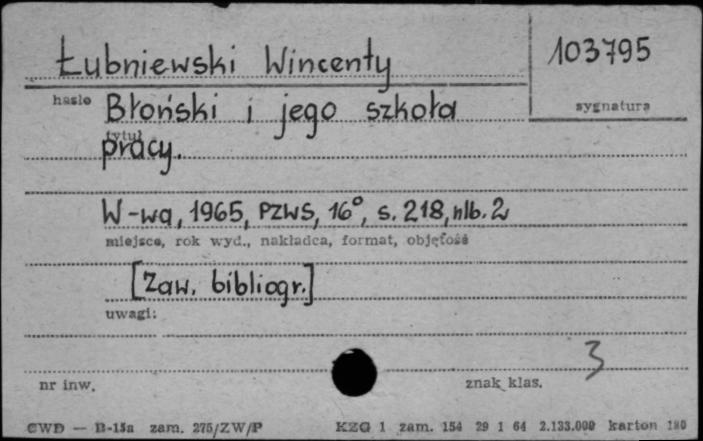 Łubniewski Wincenty
103795
hasło
sygnatura
Błoński i jego szkoła
tytuł
pracy.
W-wa, 1965, PZWS, 16°, s. 218, nlb. 2
miejsce, rok wyd., nakładca, format, objętość
[Zaw. bibliogr.]
uwagi:
3
nr inw.
znak klas.
CWD — B-15a zam. 275/ZW/P
KZG 1 zam. 154 29 1 64 2.133.000 karton 180